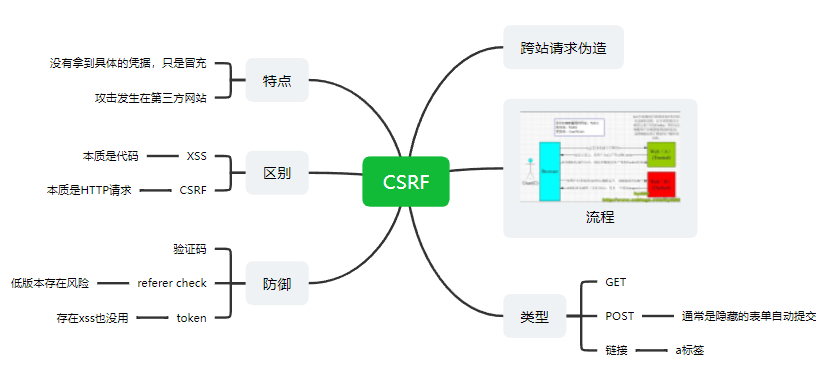 CSRF
跨站请求伪造
流程
类型
GET
POST
通常是隐藏的表单自动提交
链接
a标签
特点
没有拿到具体的凭据，只是冒充
攻击发生在第三方网站
区别
XSS
本质是代码
CSRF
本质是HTTP请求
防御
验证码
referer check
低版本存在风险
token
存在xss也没用